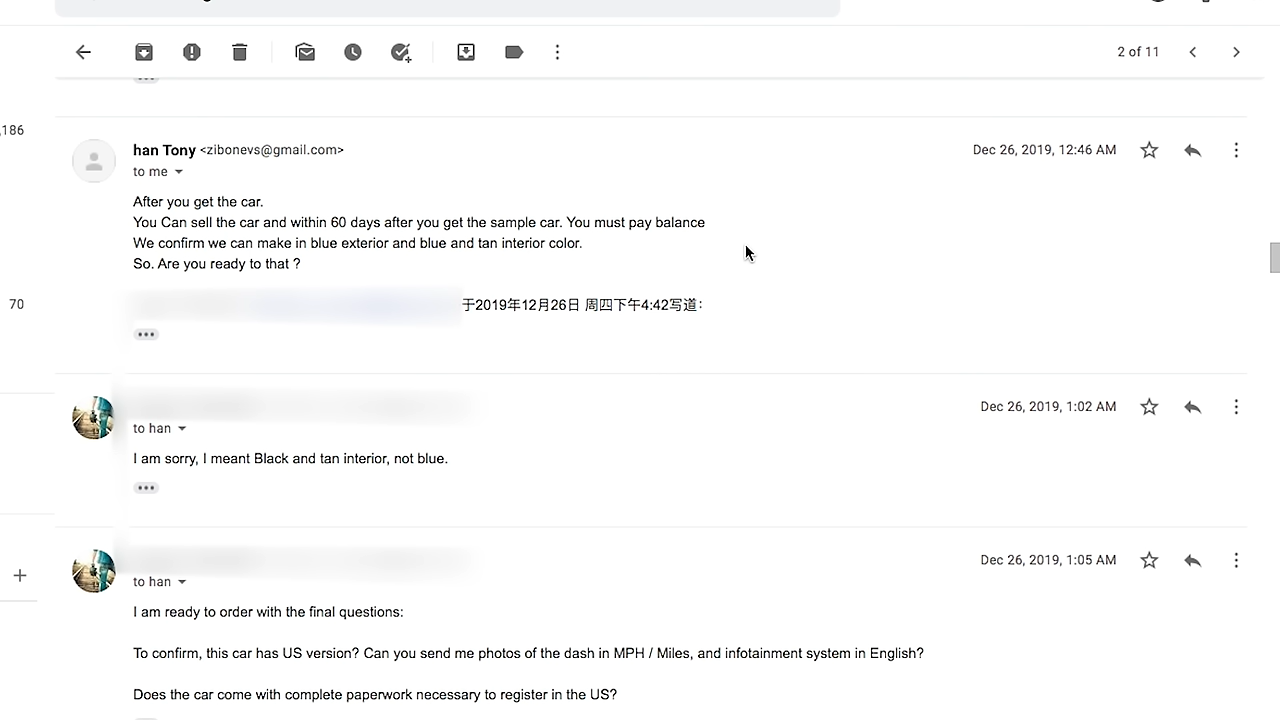 2 of 11
,186
han Tony <zibonevs@gmail.com>
Dec 26, 2019, 12:46 AM
to me
After you get the car.
You Can sell the car and within 60 days after you get the sample car. You must pay balance
We confirm we can make in blue exterior and blue and tan interior color.
So. Are you ready to that ?
70
于2019年12月26日 周四下午4:42写道:
Dec 26, 2019, 1:02 AM
to han
I am sorry, I meant Black and tan interior, not blue.
Dec 26, 2019, 1:05 AM
to han
I am ready to order with the final questions:
To confirm, this car has US version? Can you send me photos of the dash in MPH / Miles, and infotainment system in English?
Does the car come with complete paperwork necessary to register in the US?